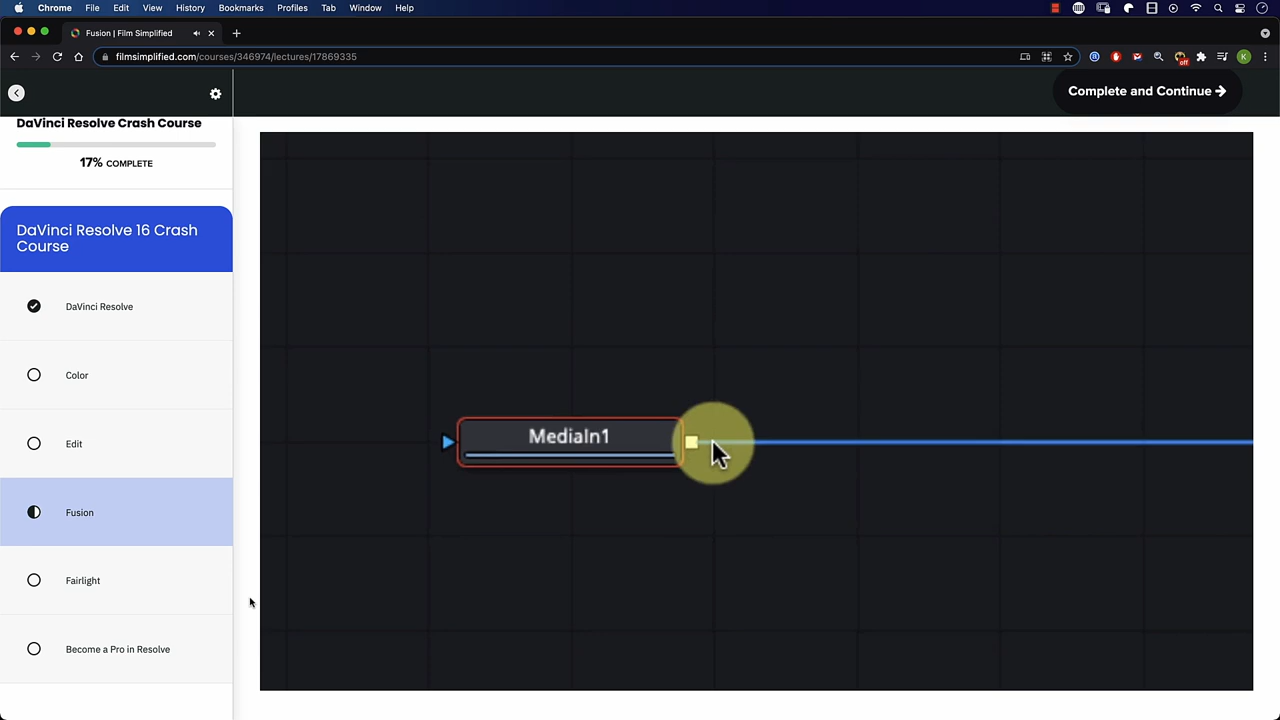 Chrome File Edit View History Bookmarks Profiles Tab Window Help
Fusion | Film Simplified
filmsimplified.com/courses/346974/lectures/17869335
off
K
Complete and Continue
DaVinci Resolve Crash Course
17% COMPLETE
DaVinci Resolve 16 Crash
Course
DaVinci Resolve
Color
Edit
Fusion
Fairlight
Become a Pro in Resolve
MediaIn1